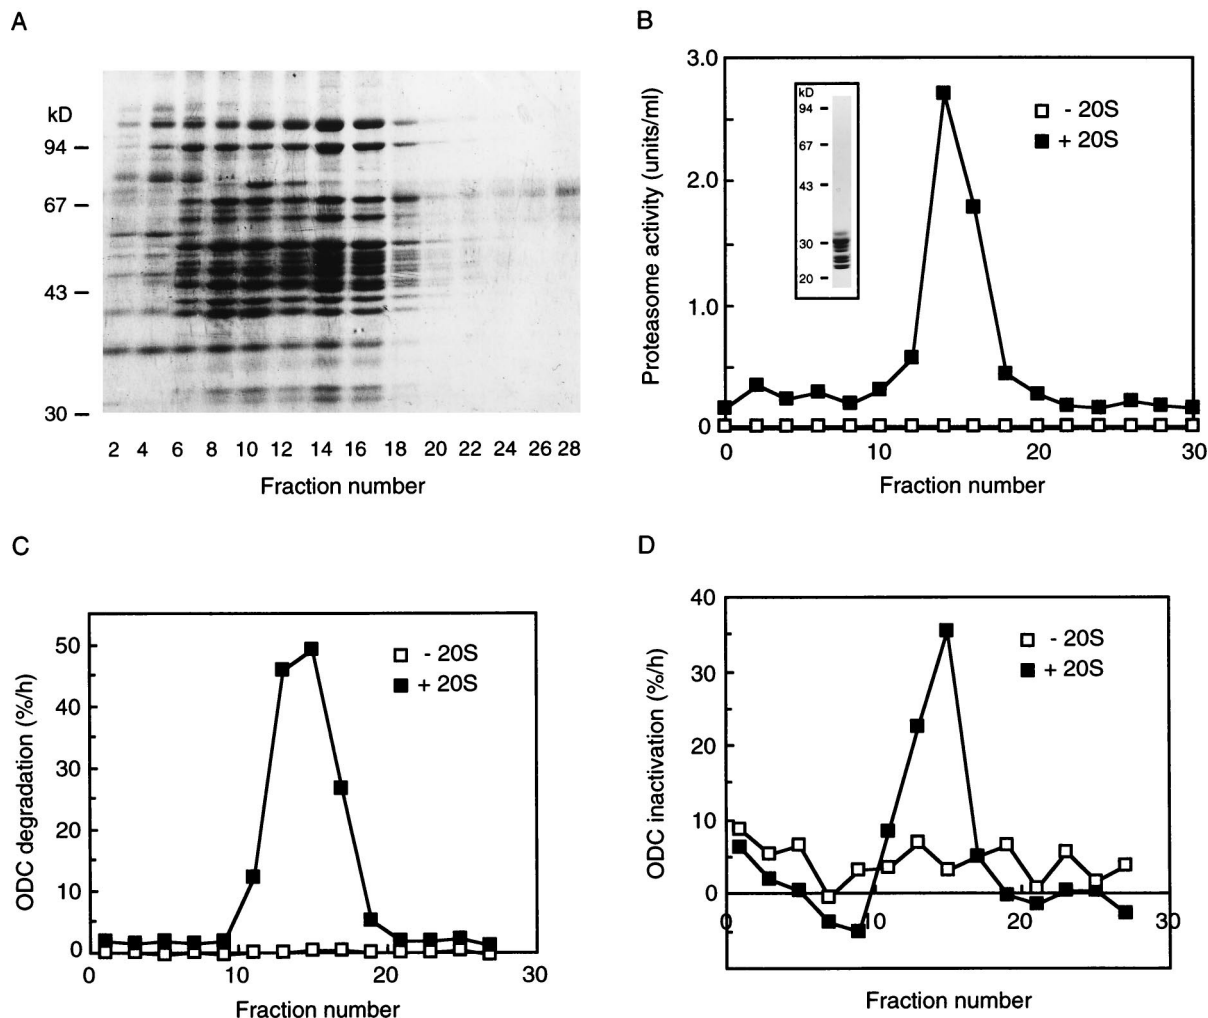 A
kD
94
67
43
30
2 4 6 8 10 12 14 16 18 20 22 24 26 28
Fraction number
B
Proteasome activity (units/ml)
3.0
2.0
1.0
0
kD
94
67
43
30
20
- 20S
+ 20S
0 10 20 30
Fraction number
C
ODC degradation (%/h)
50
40
30
20
10
0
- 20S
+ 20S
0 10 20 30
Fraction number
D
ODC inactivation (%/h)
40
30
20
10
0
- 20S
+ 20S
0 10 20 30
Fraction number